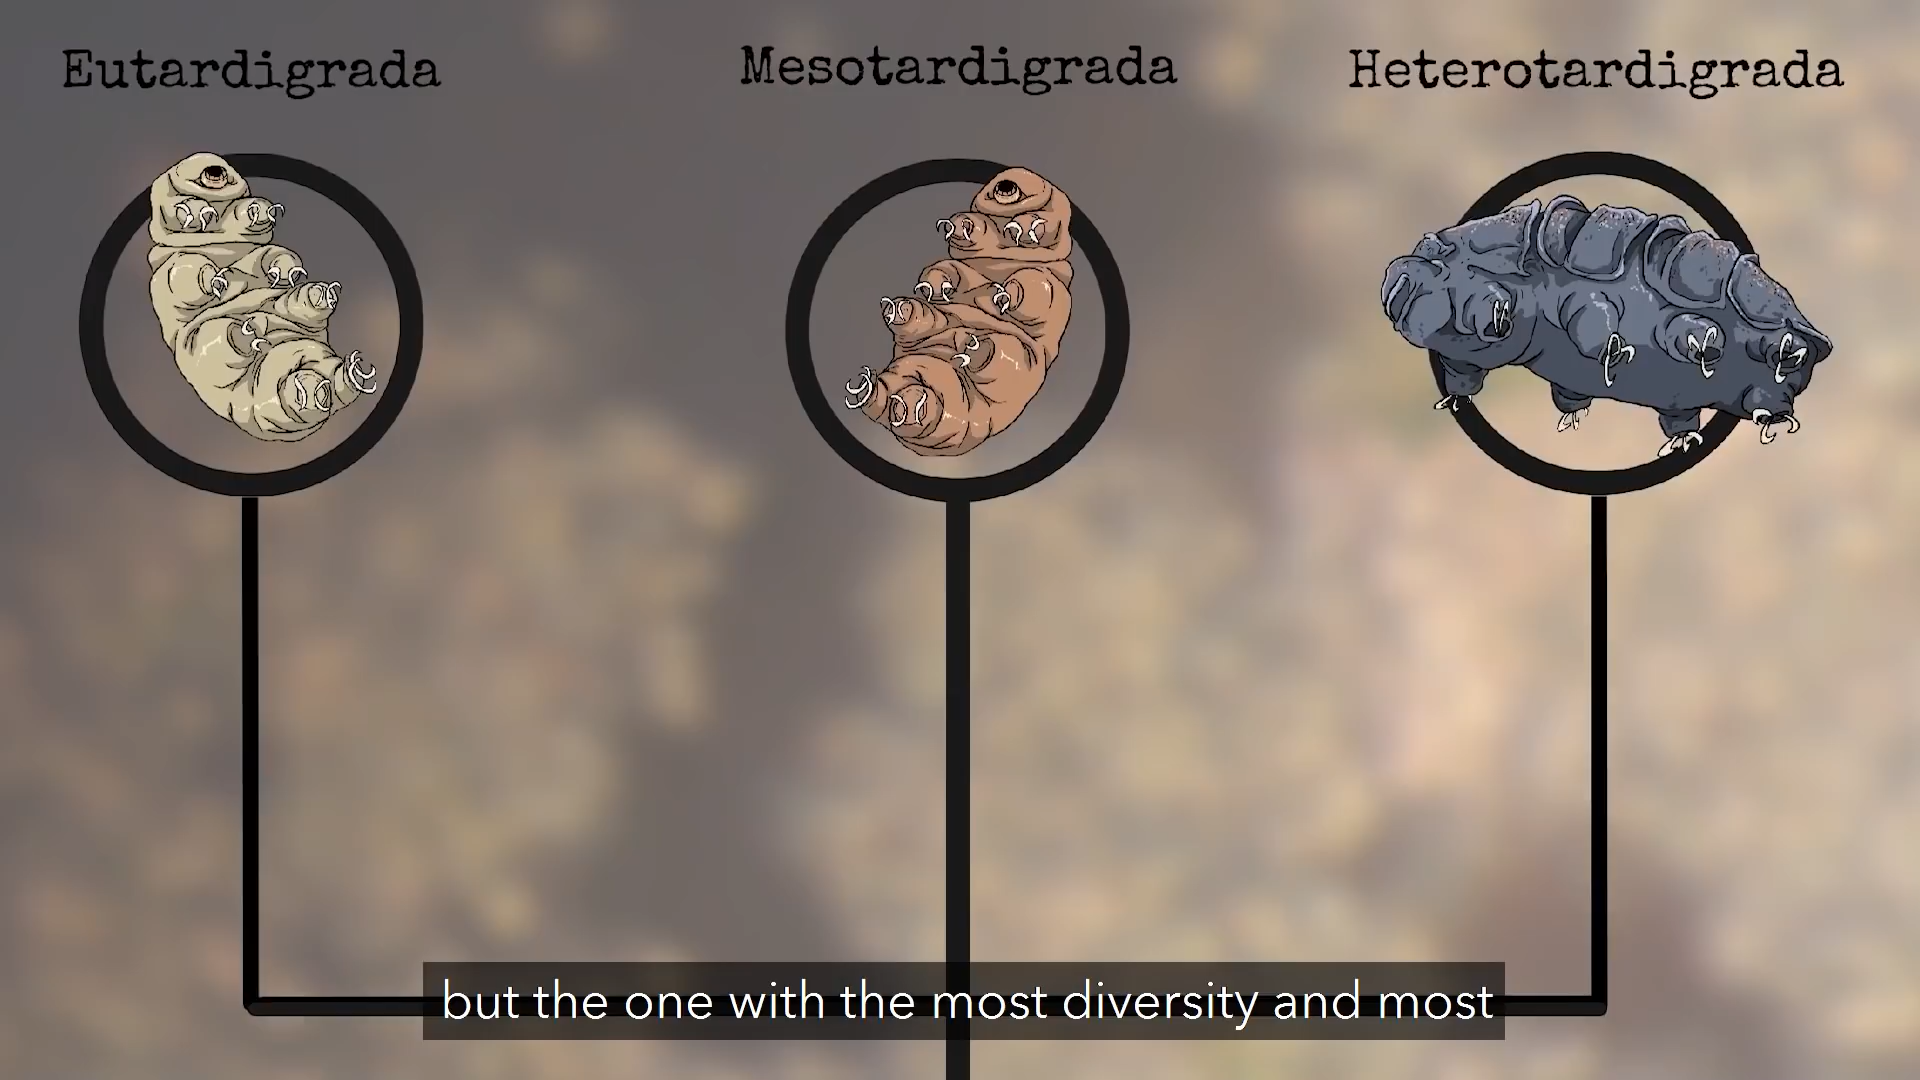 Eutardigrada
Mesotardigrada
Heterotardigrada
but the one with the most diversity and most